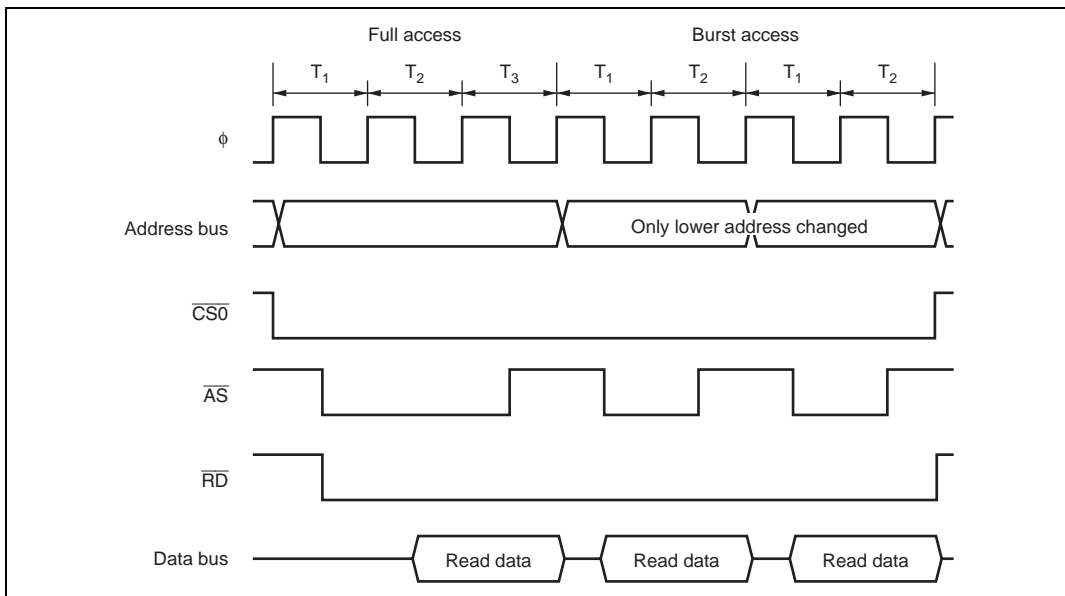 Full access Burst access
T1 T2 T3 T1 T2 T1 T2
ϕ
Address bus Only lower address changed
CS0
AS
RD
Data bus Read data Read data Read data